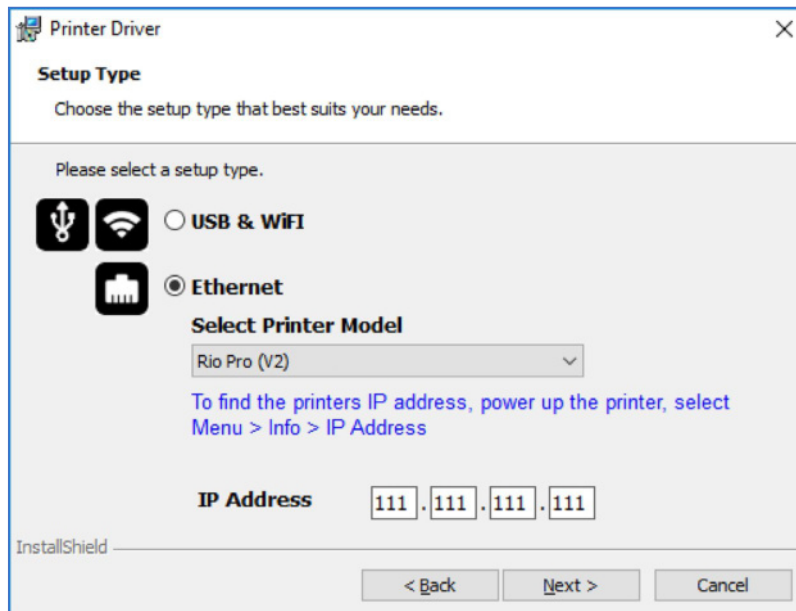 Printer Driver
Setup Type
Choose the setup type that best suits your needs.
Please select a setup type.
USB & WiFI
Ethernet
Select Printer Model
Rio Pro (V2)
To find the printers IP address, power up the printer, select
Menu > Info > IP Address
IP Address 111 . 111 . 111 . 111
InstallShield
< Back Next > Cancel